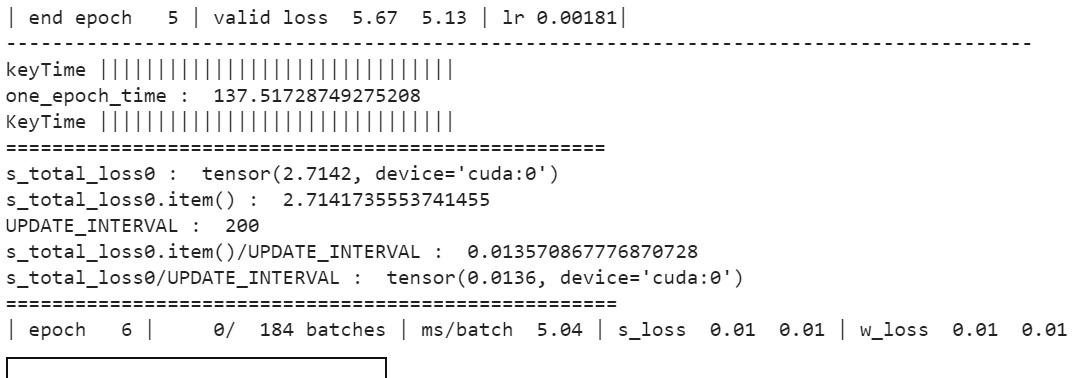 | end epoch   5 | valid loss  5.67  5.13 | lr 0.00181|
-----------------------------------------------------------------------------------------
keyTime |||||||||||||||||||||||||||||||
one_epoch_time :  137.51728749275208
KeyTime |||||||||||||||||||||||||||||||
====================================================
s_total_loss0 :  tensor(2.7142, device='cuda:0')
s_total_loss0.item() :  2.7141735553741455
UPDATE_INTERVAL :  200
s_total_loss0.item()/UPDATE_INTERVAL :  0.013570867776870728
s_total_loss0/UPDATE_INTERVAL :  tensor(0.0136, device='cuda:0')
=====================================================
| epoch   6 |     0/  184 batches | ms/batch  5.04 | s_loss  0.01  0.01 | w_loss  0.01  0.01